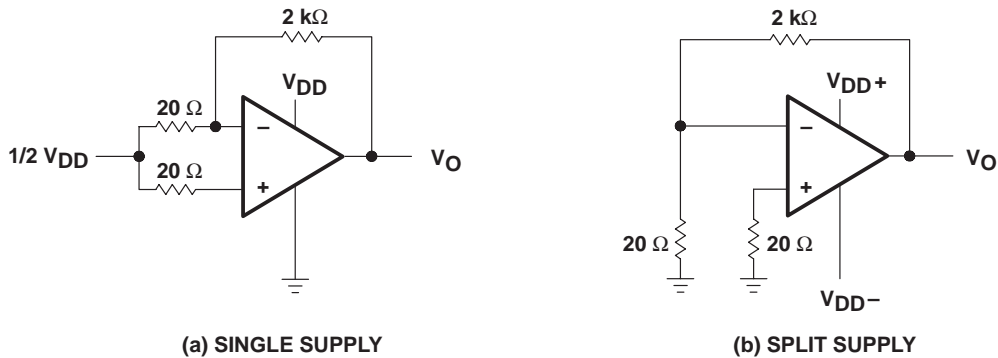 2 kΩ
VDD
20 Ω
−
1/2 VDD
VO
20 Ω
+
(a) SINGLE SUPPLY
2 kΩ
VDD+
−
VO
+
20 Ω
20 Ω
VDD−
(b) SPLIT SUPPLY